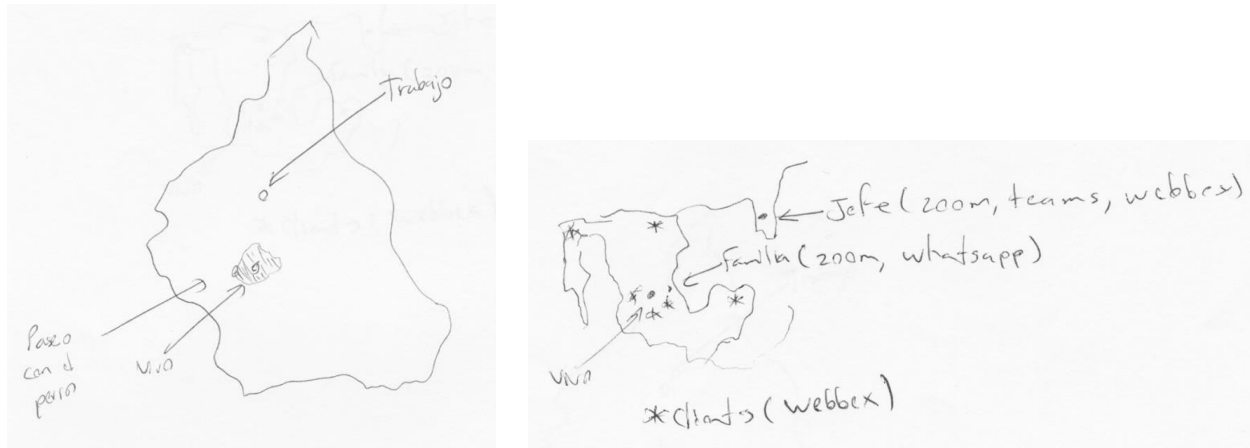 Trabajo
Paseo
con el
perro
Vivo
Jefe (zoom, teams, webbex)
Familia (zoom, whatsapp)
Vivo
*Clientes (webbex)